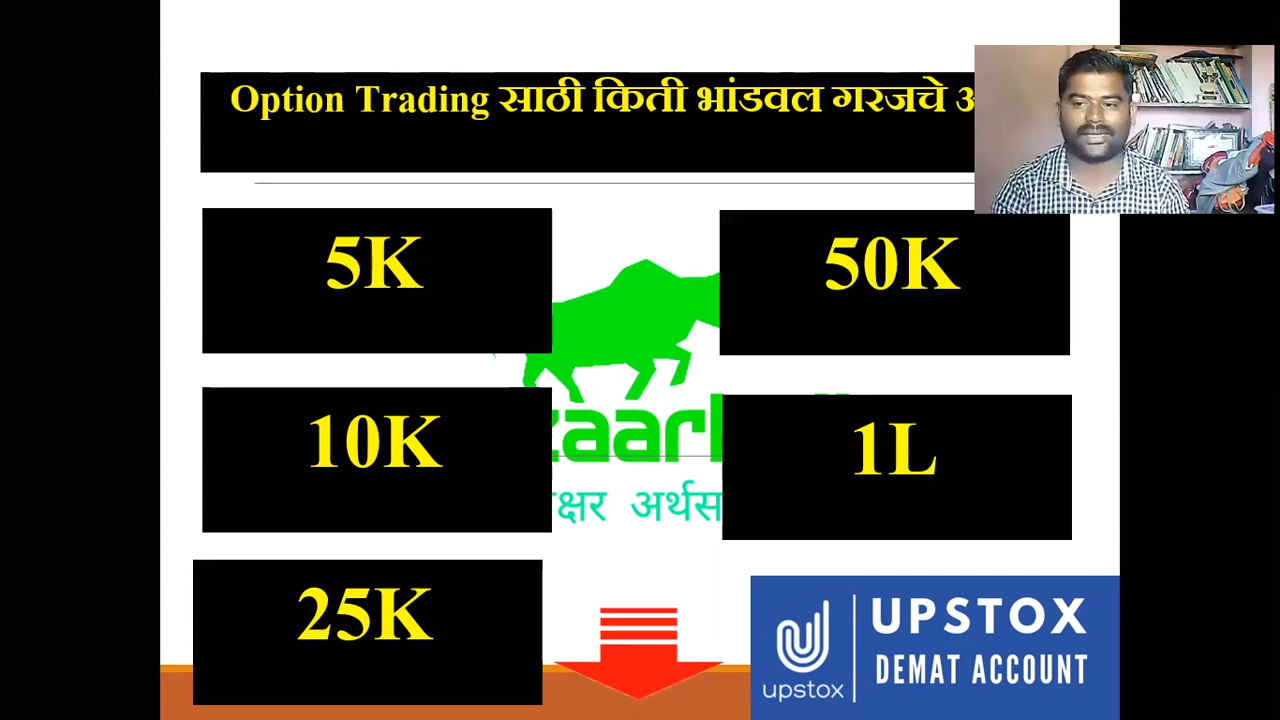 Option Trading साठी किती भांडवल गरजचे
5K
50K
10K
1L
25K
UPSTOX
DEMAT ACCOUNT
upstox